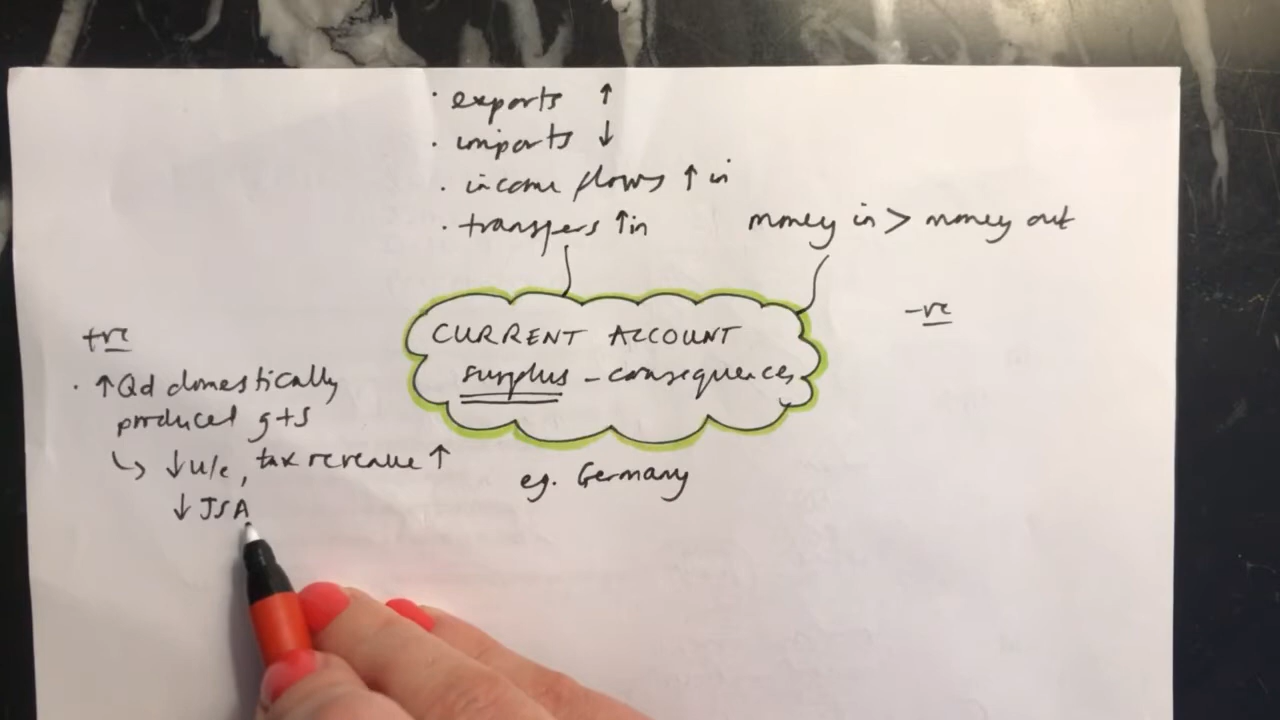 · exports ↑
· imports ↓
· income flows ↑ in
· transfers ↑in
money in > money out
CURRENT ACCOUNT
surplus - consequences
eg. Germany
+ve
· ↑Qd domestically
produced g+s
↳ ↓u/e, tax revenue ↑
↓ JSA
-ve